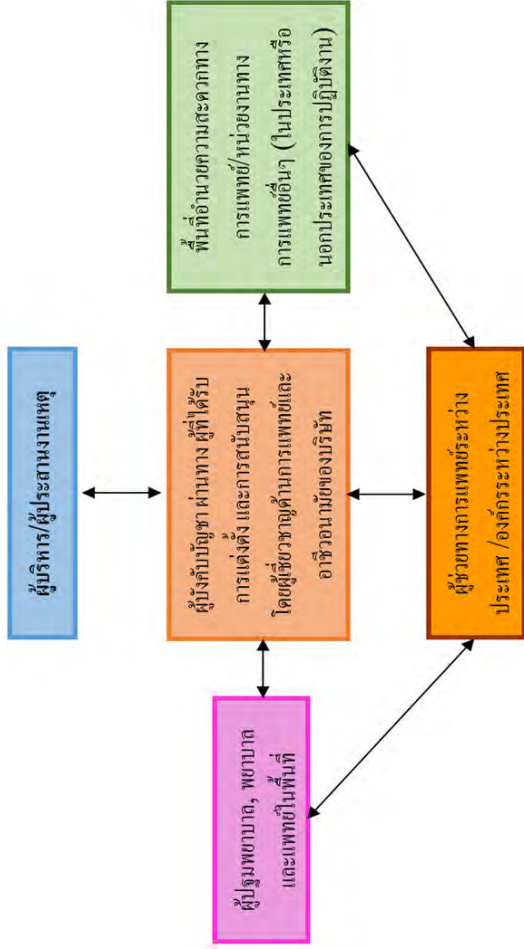 ผู้บริหาร/ผู้ประสานงานเหตุ
ผู้ปฐมพยาบาล, พยาบาล
และแพทย์ในพื้นที่
ผู้บังคับบัญชา ผ่านทาง ผู้ที่ได้รับ
การแต่งตั้ง และการสนับสนุน
โดยผู้เชี่ยวชาญด้านการแพทย์และ
อาชีวอนามัยของบริษัท
พื้นที่อำนวยความสะดวกทาง
การแพทย์/หน่วยงานทาง
การแพทย์อื่นๆ (ในประเทศหรือ
นอกประเทศของการปฏิบัติงาน)
ผู้ช่วยทางการแพทย์ระหว่าง
ประเทศ /องค์กรระหว่างประเทศ